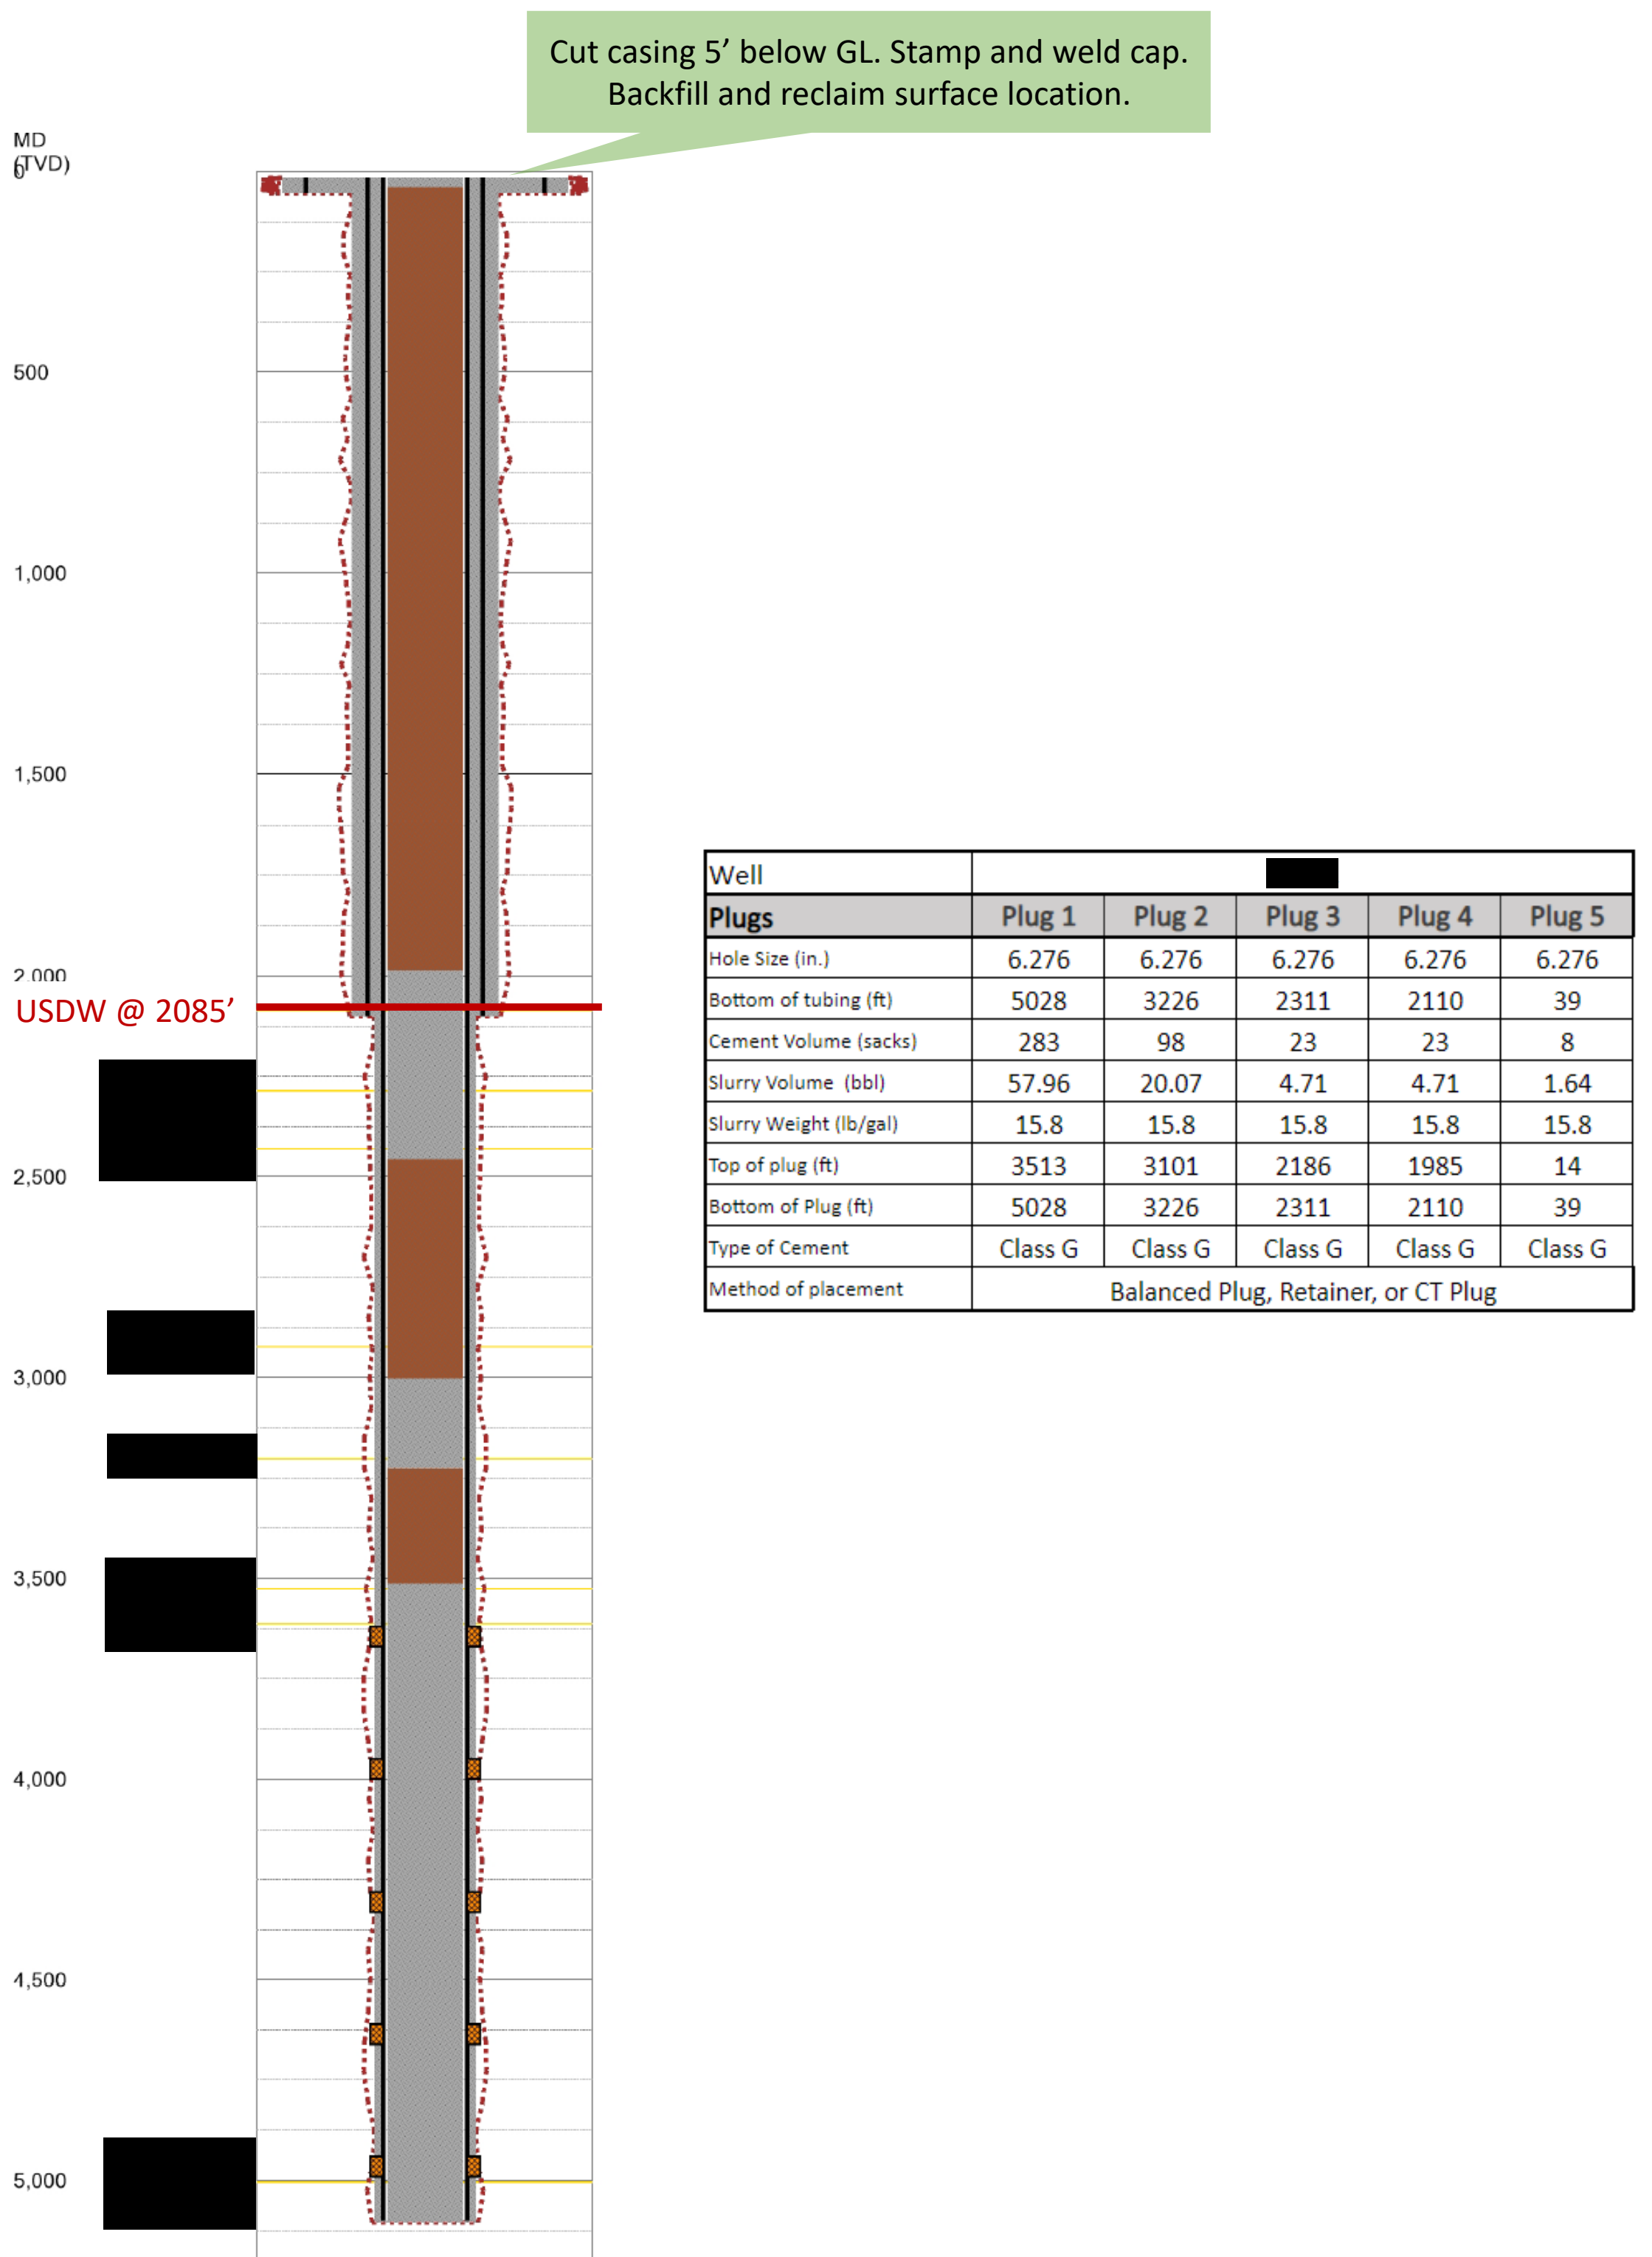 Cut casing 5’ below GL. Stamp and weld cap.
Backfill and reclaim surface location.
MD
(TVD)
0
500
1,000
1,500
2,000
USDW @ 2085’
2,500
3,000
3,500
4,000
4,500
5,000
Well
Plugs Plug 1 Plug 2 Plug 3 Plug 4 Plug 5
Hole Size (in.) 6.276 6.276 6.276 6.276 6.276
Bottom of tubing (ft) 5028 3226 2311 2110 39
Cement Volume (sacks) 283 98 23 23 8
Slurry Volume (bbl) 57.96 20.07 4.71 4.71 1.64
Slurry Weight (lb/gal) 15.8 15.8 15.8 15.8 15.8
Top of plug (ft) 3513 3101 2186 1985 14
Bottom of Plug (ft) 5028 3226 2311 2110 39
Type of Cement Class G Class G Class G Class G Class G
Method of placement Balanced Plug, Retainer, or CT Plug